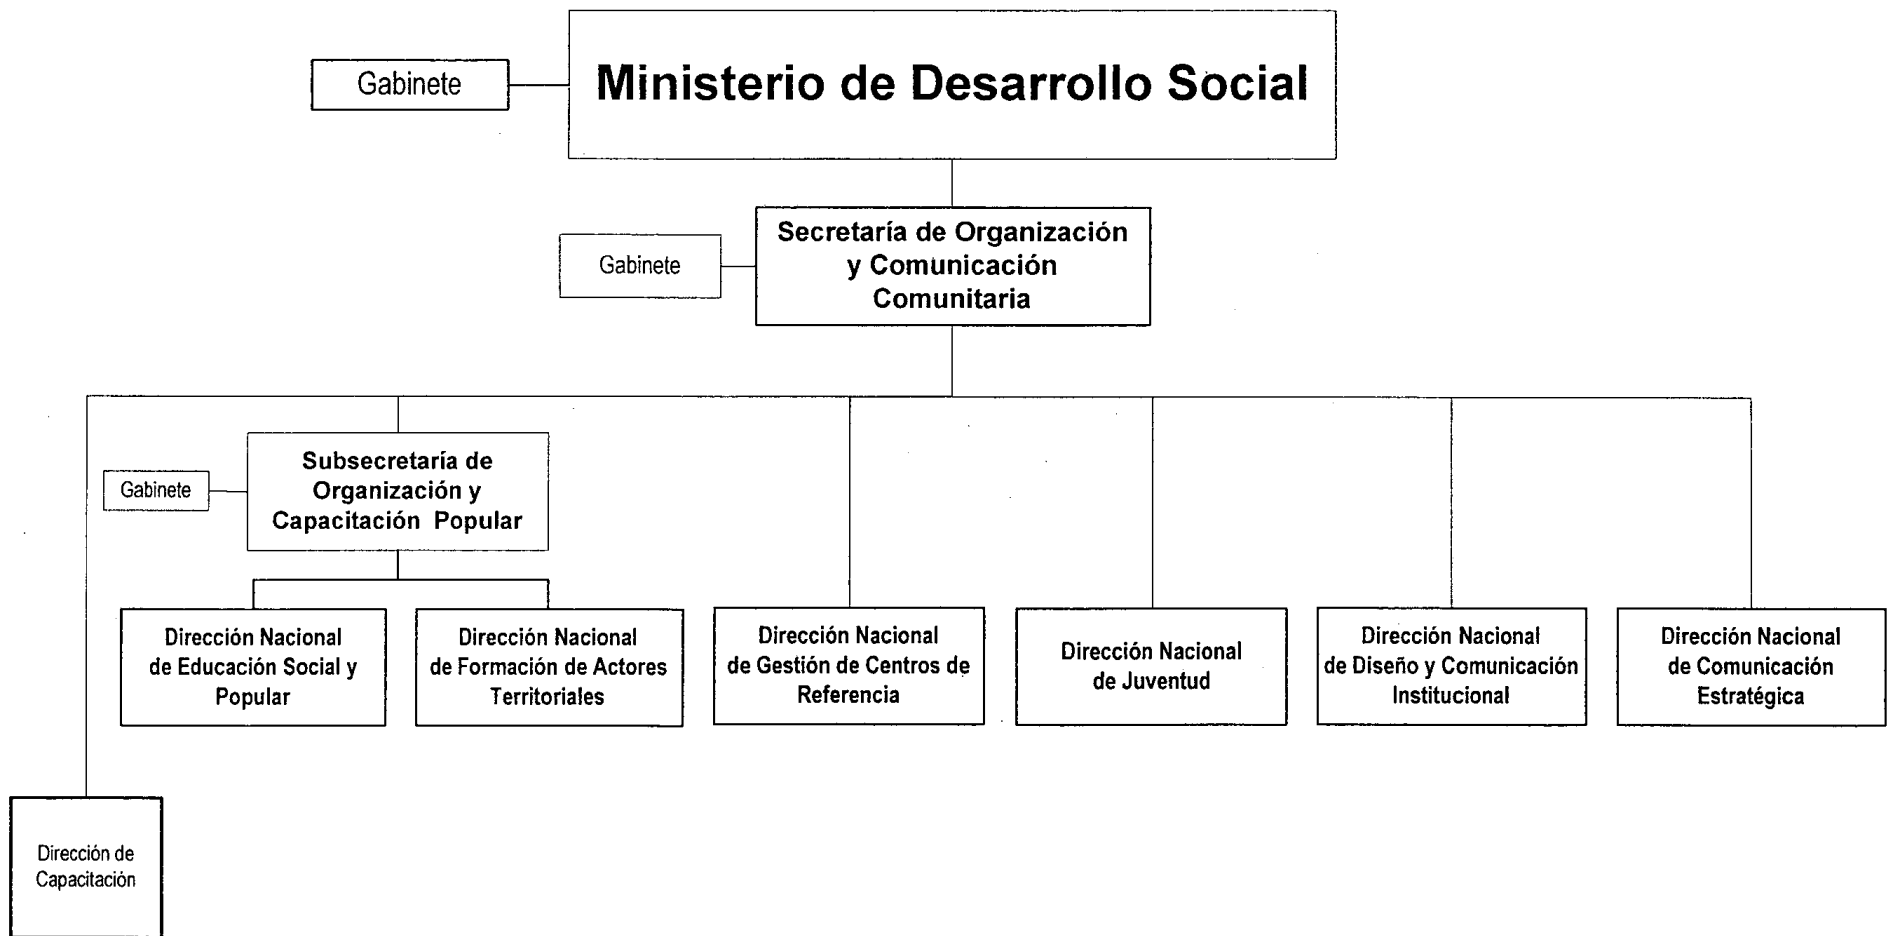 Gabinete
Ministerio de Desarrollo Social
Gabinete
Secretaría de Organización
y Comunicación
Comunitaria
Gabinete
Subsecretaría de
Organización y
Capacitación Popular
Dirección Nacional
de Educación Social y
Popular
Dirección Nacional
de Formación de Actores
Territoriales
Dirección Nacional
de Gestión de Centros de
Referencia
Dirección Nacional
de Juventud
Dirección Nacional
de Diseño y Comunicación
Institucional
Dirección Nacional
de Comunicación
Estratégica
Dirección de
Capacitación